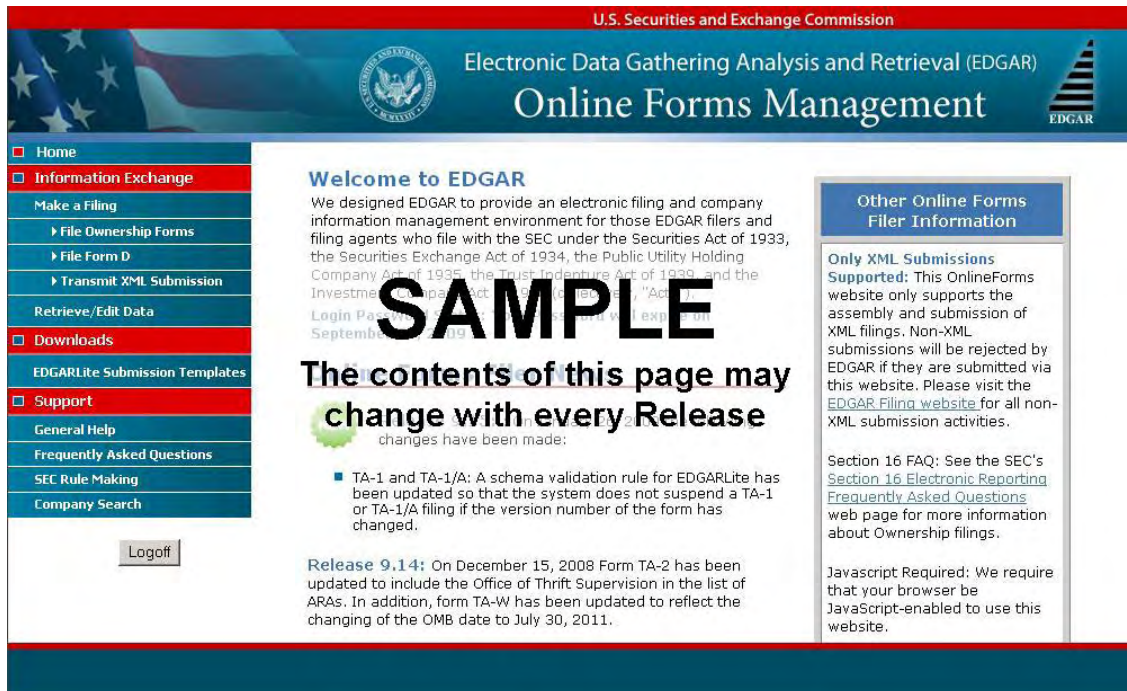 U.S. Securities and Exchange Commission
Electronic Data Gathering Analysis and Retrieval (EDGAR)
Online Forms Management
EDGAR
Home
Information Exchange
Make a Filing
File Ownership Forms
File Form D
Transmit XML Submission
Retrieve/Edit Data
Downloads
EDGARLite Submission Templates
Support
General Help
Frequently Asked Questions
SEC Rule Making
Company Search
Logoff
Welcome to EDGAR
We designed EDGAR to provide an electronic filing and company
information management environment for those EDGAR filers and
filing agents who file with the SEC under the Securities Act of 1933,
the Securities Exchange Act of 1934, the Public Utility Holding
Company Act of 1935, the Trust Indenture Act of 1939, and the
Investment Company Act
Login will expire on
September
SAMPLE
The contents of this page may
change with every Release
changes have been made:
TA-1 and TA-1/A: A schema validation rule for EDGARLite has
been updated so that the system does not suspend a TA-1
or TA-1/A filing if the version number of the form has
changed.
Release 9.14: On December 15, 2008 Form TA-2 has been
updated to include the Office of Thrift Supervision in the list of
ARAs. In addition, form TA-W has been updated to reflect the
changing of the OMB date to July 30, 2011.
Other Online Forms
Filer Information
Only XML Submissions
Supported: This OnlineForms
website only supports the
assembly and submission of
XML filings. Non-XML
submissions will be rejected by
EDGAR if they are submitted via
this website. Please visit the
EDGAR Filing website for all non-
XML submission activities.
Section 16 FAQ: See the SEC's
Section 16 Electronic Reporting
Frequently Asked Questions
web page for more information
about Ownership filings.
Javascript Required: We require
that your browser be
JavaScript-enabled to use this
website.